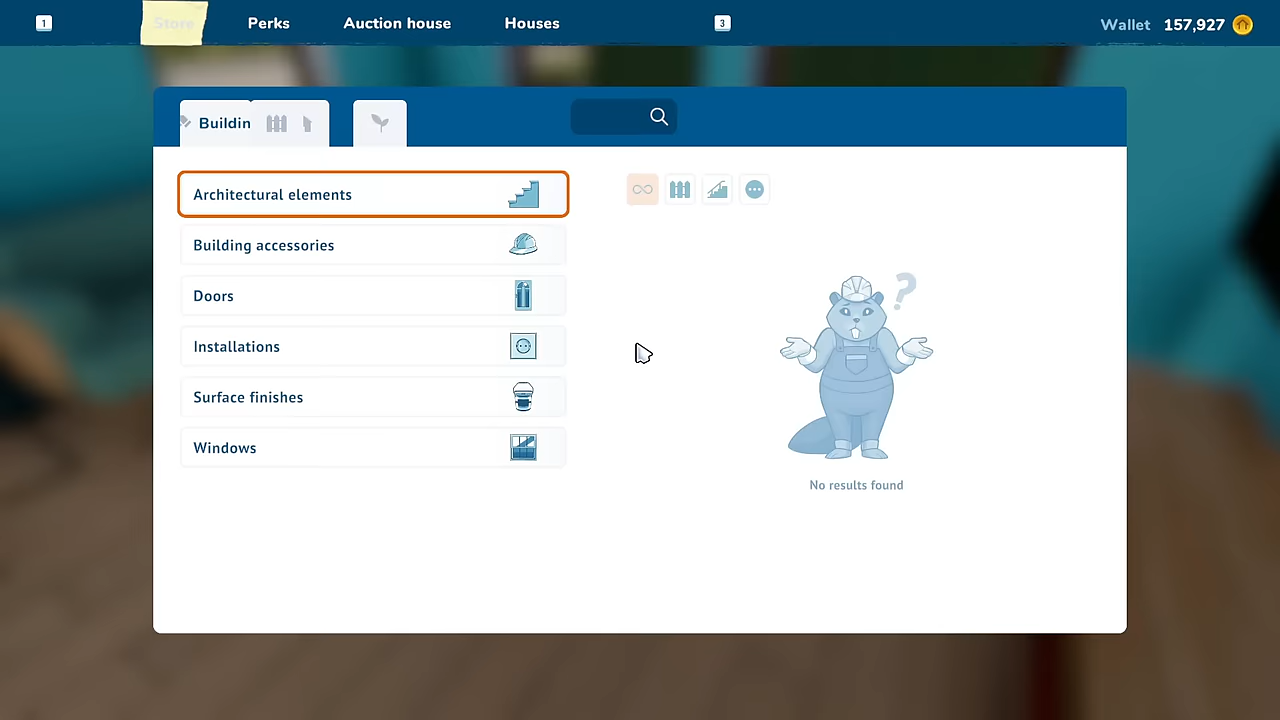 1 Store Perks Auction house Houses 3 Wallet 157,927
Buildin
Architectural elements
Building accessories
Doors
Installations
Surface finishes
Windows
?
No results found